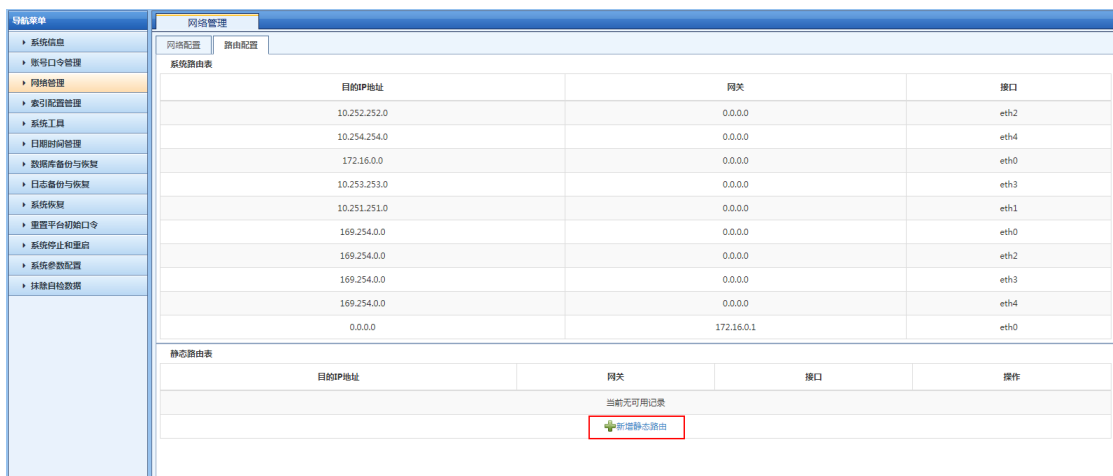 导航菜单
系统信息
账号口令管理
网络管理
索引配置管理
系统工具
日期时间管理
数据库备份与恢复
日志备份与恢复
系统恢复
重置平台初始口令
系统停止和重启
系统参数配置
抹除自检数据
网络管理
网络配置 路由配置
系统路由表
目的IP地址 网关 接口
10.252.252.0 0.0.0.0 eth2
10.254.254.0 0.0.0.0 eth4
172.16.0.0 0.0.0.0 eth0
10.253.253.0 0.0.0.0 eth3
10.251.251.0 0.0.0.0 eth1
169.254.0.0 0.0.0.0 eth0
169.254.0.0 0.0.0.0 eth2
169.254.0.0 0.0.0.0 eth3
169.254.0.0 0.0.0.0 eth4
0.0.0.0 172.16.0.1 eth0
静态路由表
目的IP地址 网关 接口 操作
当前无可用记录
新增静态路由